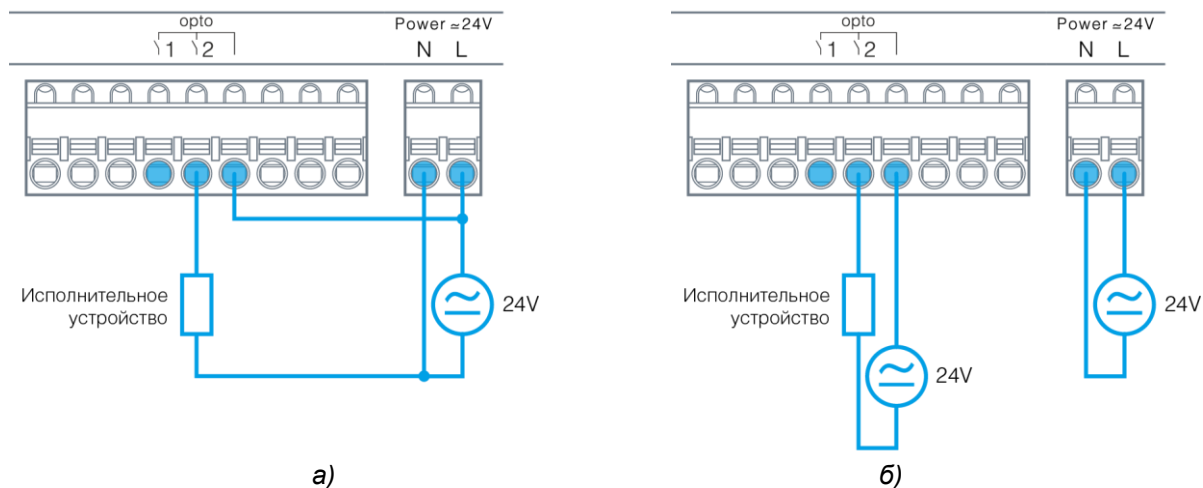 opto
Power ≃24V
1 2
N L
Исполнительное
устройство
24V
а)
opto
Power ≃24V
1 2
N L
Исполнительное
устройство
24V
24V
б)